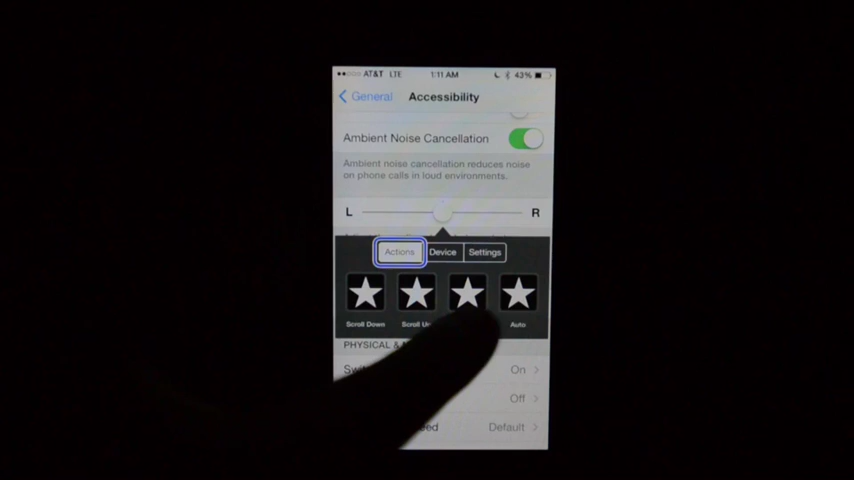 AT&T LTE 1:11 AM 43%
General Accessibility
Ambient Noise Cancellation
Ambient noise cancellation reduces noise
on phone calls in loud environments.
L R
Actions Device Settings
Scroll Down Scroll Auto
PHYSICAL &
On
Off
Default